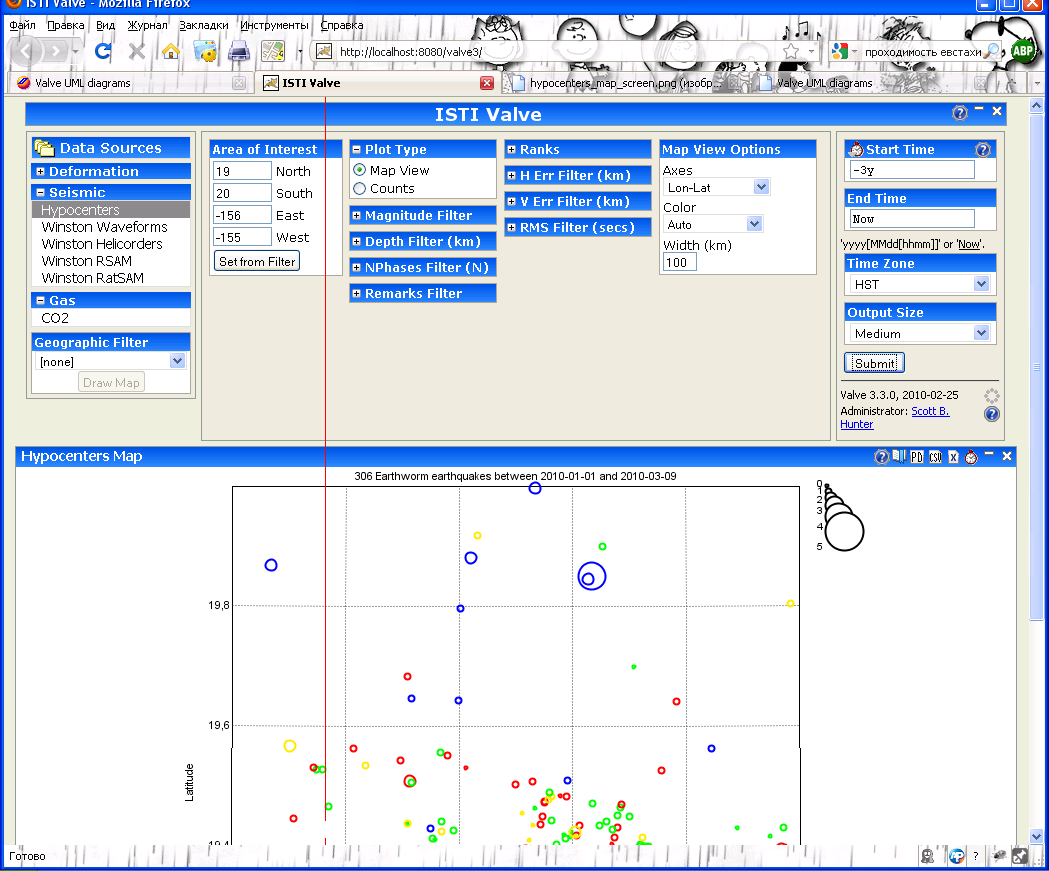 ISTI Valve - Mozilla Firefox
Файл Правка Вид Журнал Закладки Инструменты Справка
http://localhost:8080/valve3/
проходимость евстахи
ABP
Valve UML diagrams
ISTI Valve
hypocenters_map_screen.png (изобр...
Valve UML diagrams
ISTI Valve
Data Sources
Deformation
Seismic
Hypocenters
Winston Waveforms
Winston Helicorders
Winston RSAM
Winston RatSAM
Gas
CO2
Geographic Filter
[none]
Draw Map
Area of Interest
19 North
20 South
-156 East
-155 West
Set from Filter
Plot Type
Map View
Counts
Magnitude Filter
Depth Filter (km)
NPhases Filter (N)
Remarks Filter
Ranks
H Err Filter (km)
V Err Filter (km)
RMS Filter (secs)
Map View Options
Axes
Lon-Lat
Color
Auto
Width (km)
100
Start Time
-3y
End Time
Now
'yyyy[MMdd[hhmm]]' or 'Now'.
Time Zone
HST
Output Size
Medium
Submit
Valve 3.3.0, 2010-02-25
Administrator: Scott B.
Hunter
Hypocenters Map
PD CSV X
306 Earthworm earthquakes between 2010-01-01 and 2010-03-09
0
1
2
3
4
5
19,8
19,6
19,4
Latitude
Готово